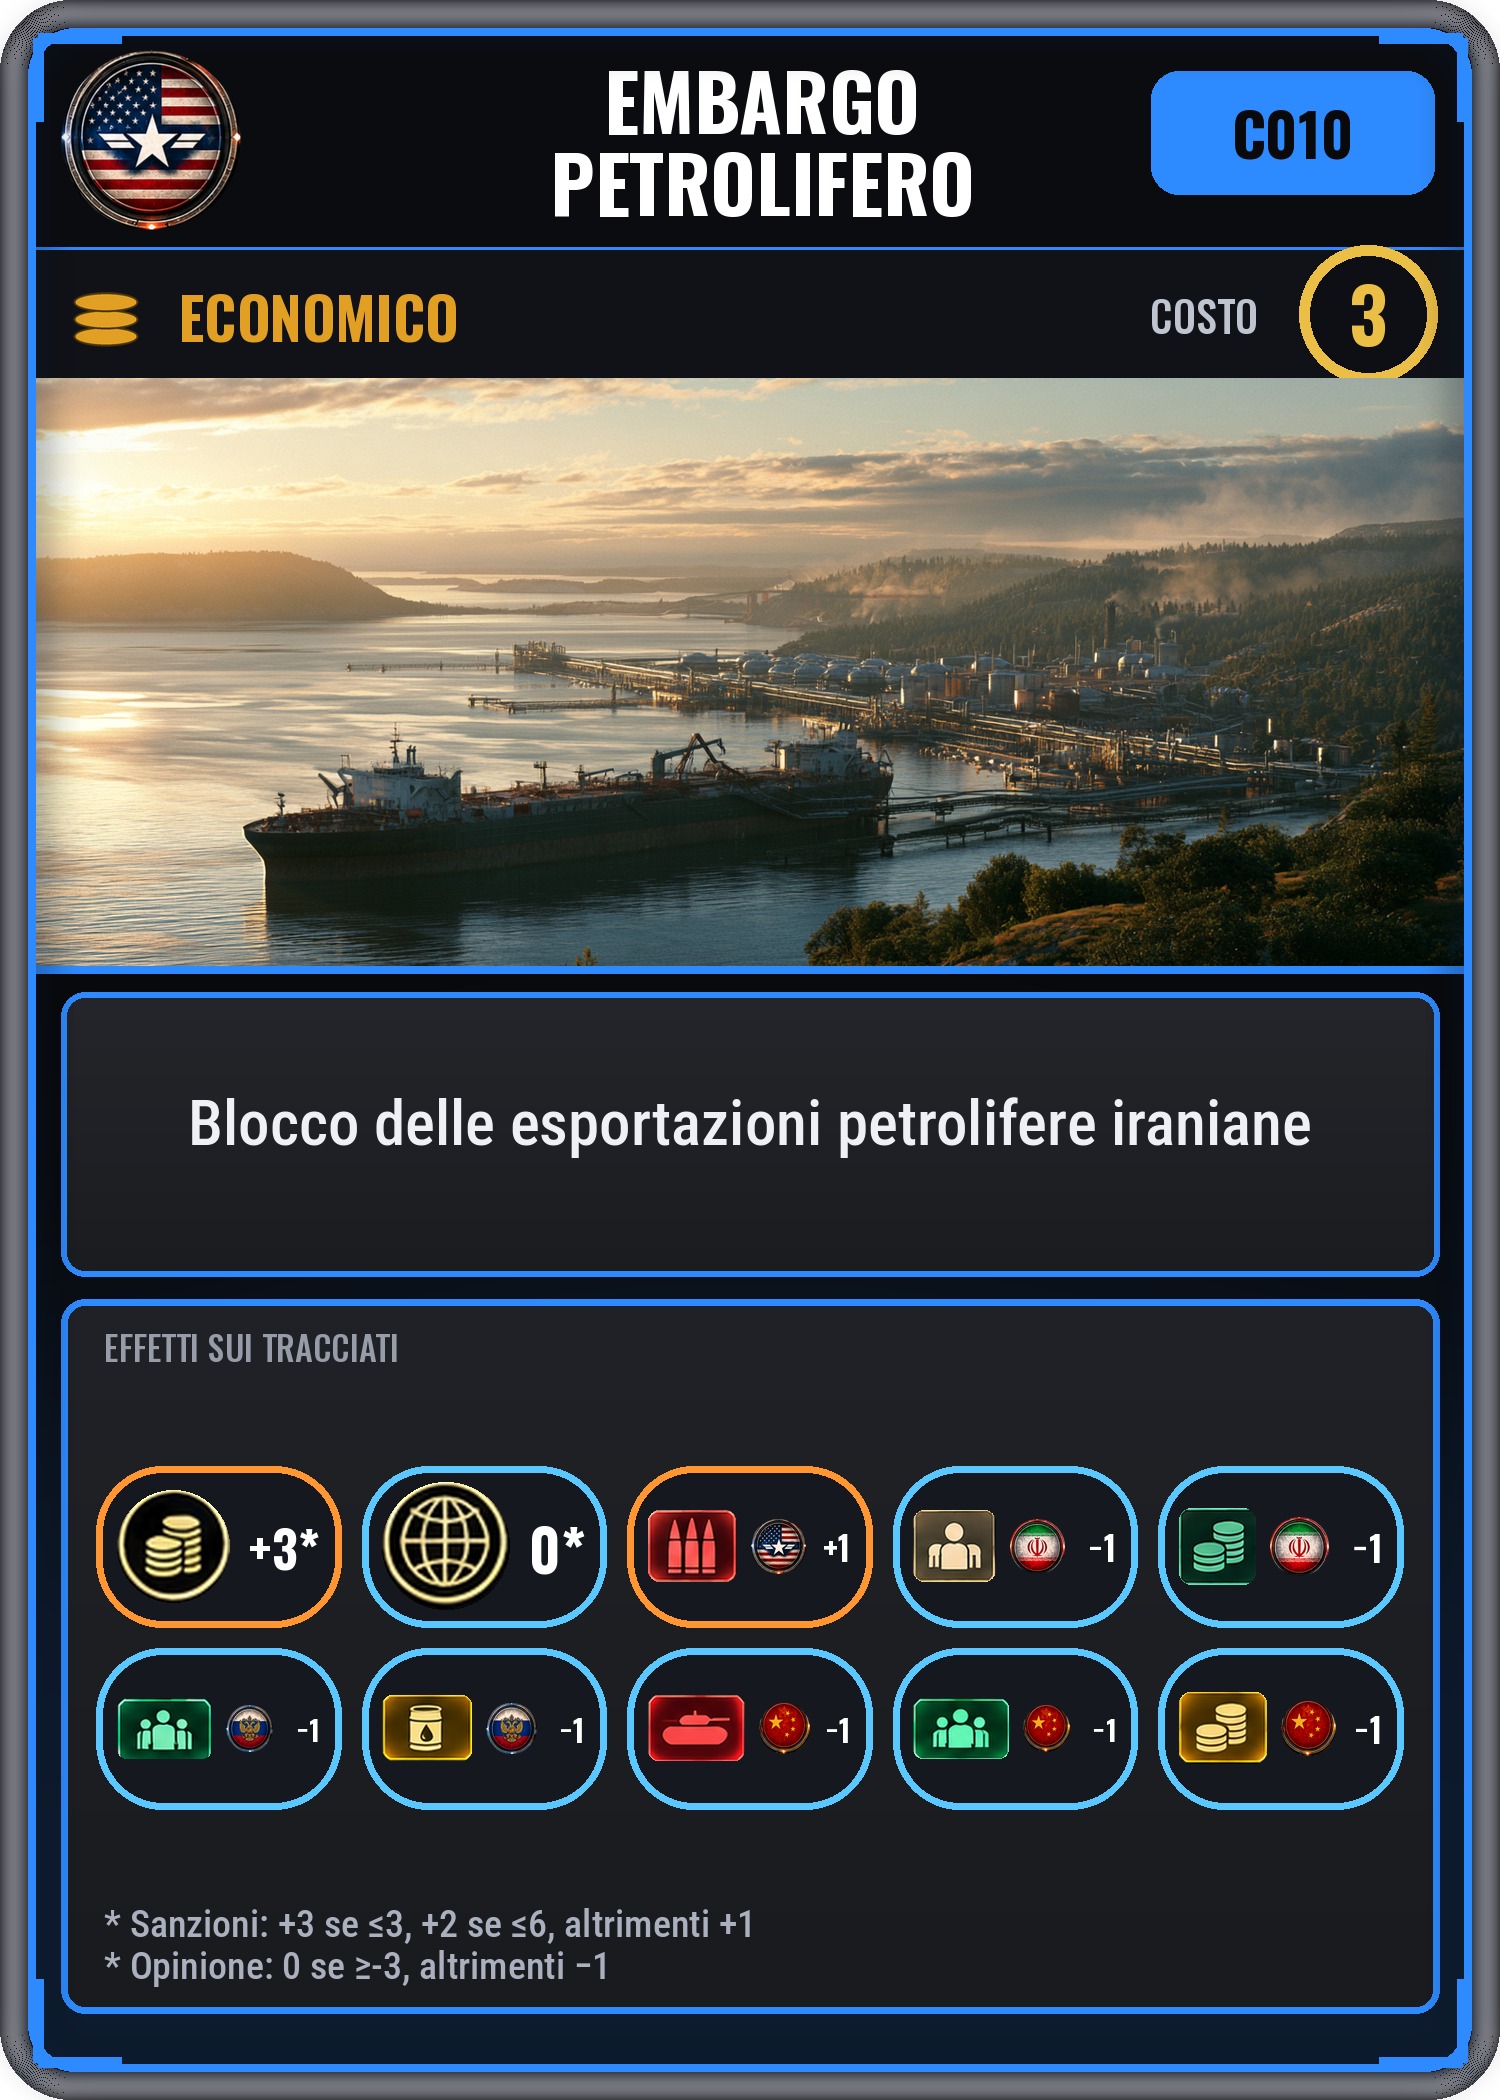 EMBARGO
PETROLIFERO
C010
ECONOMICO
COSTO
3
Blocco delle esportazioni petrolifere iraniane
EFFETTI SUI TRACCIATI
+3*
0*
+1
−1
−1
−1
−1
−1
−1
−1
* Sanzioni: +3 se ≤3, +2 se ≤6, altrimenti +1
* Opinione: 0 se ≥-3, altrimenti −1